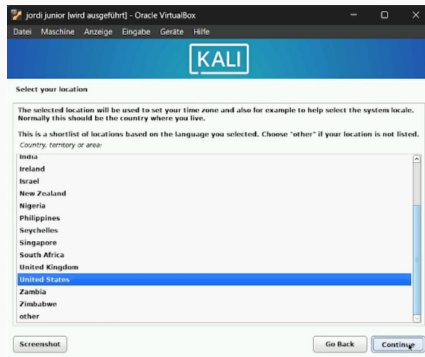 jordi junior [wird ausgeführt] - Oracle VirtualBox
Datei Maschine Anzeige Eingabe Geräte Hilfe
KALI
Select your location
The selected location will be used to set your time zone and also for example to help select the system locale.
Normally this should be the country where you live.
This is a shortlist of locations based on the language you selected. Choose "other" if your location is not listed.
Country, territory or area:
India
Ireland
Israel
New Zealand
Nigeria
Philippines
Seychelles
Singapore
South Africa
United Kingdom
United States
Zambia
Zimbabwe
other
Screenshot Go Back Continue